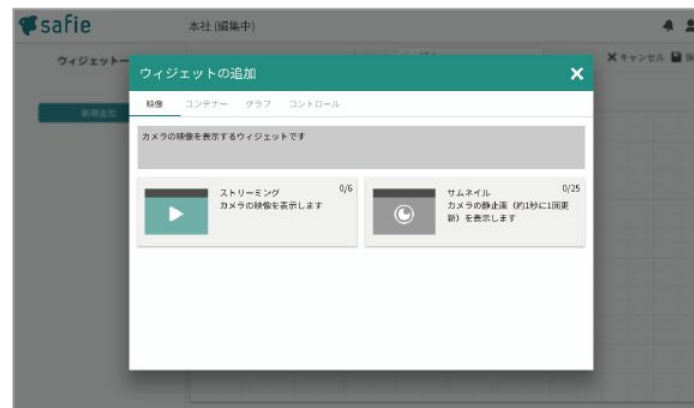 safie
本社 (編集中)
ウィジェット
キャンセル
ウィジェットの追加
新規追加
映像 コンテナー グラフ コントロール
カメラの映像を表示するウィジェットです
ストリーミング 0/6
カメラの映像を表示します
サムネイル 0/25
カメラの静止画（約1秒に1回更
新）を表示します